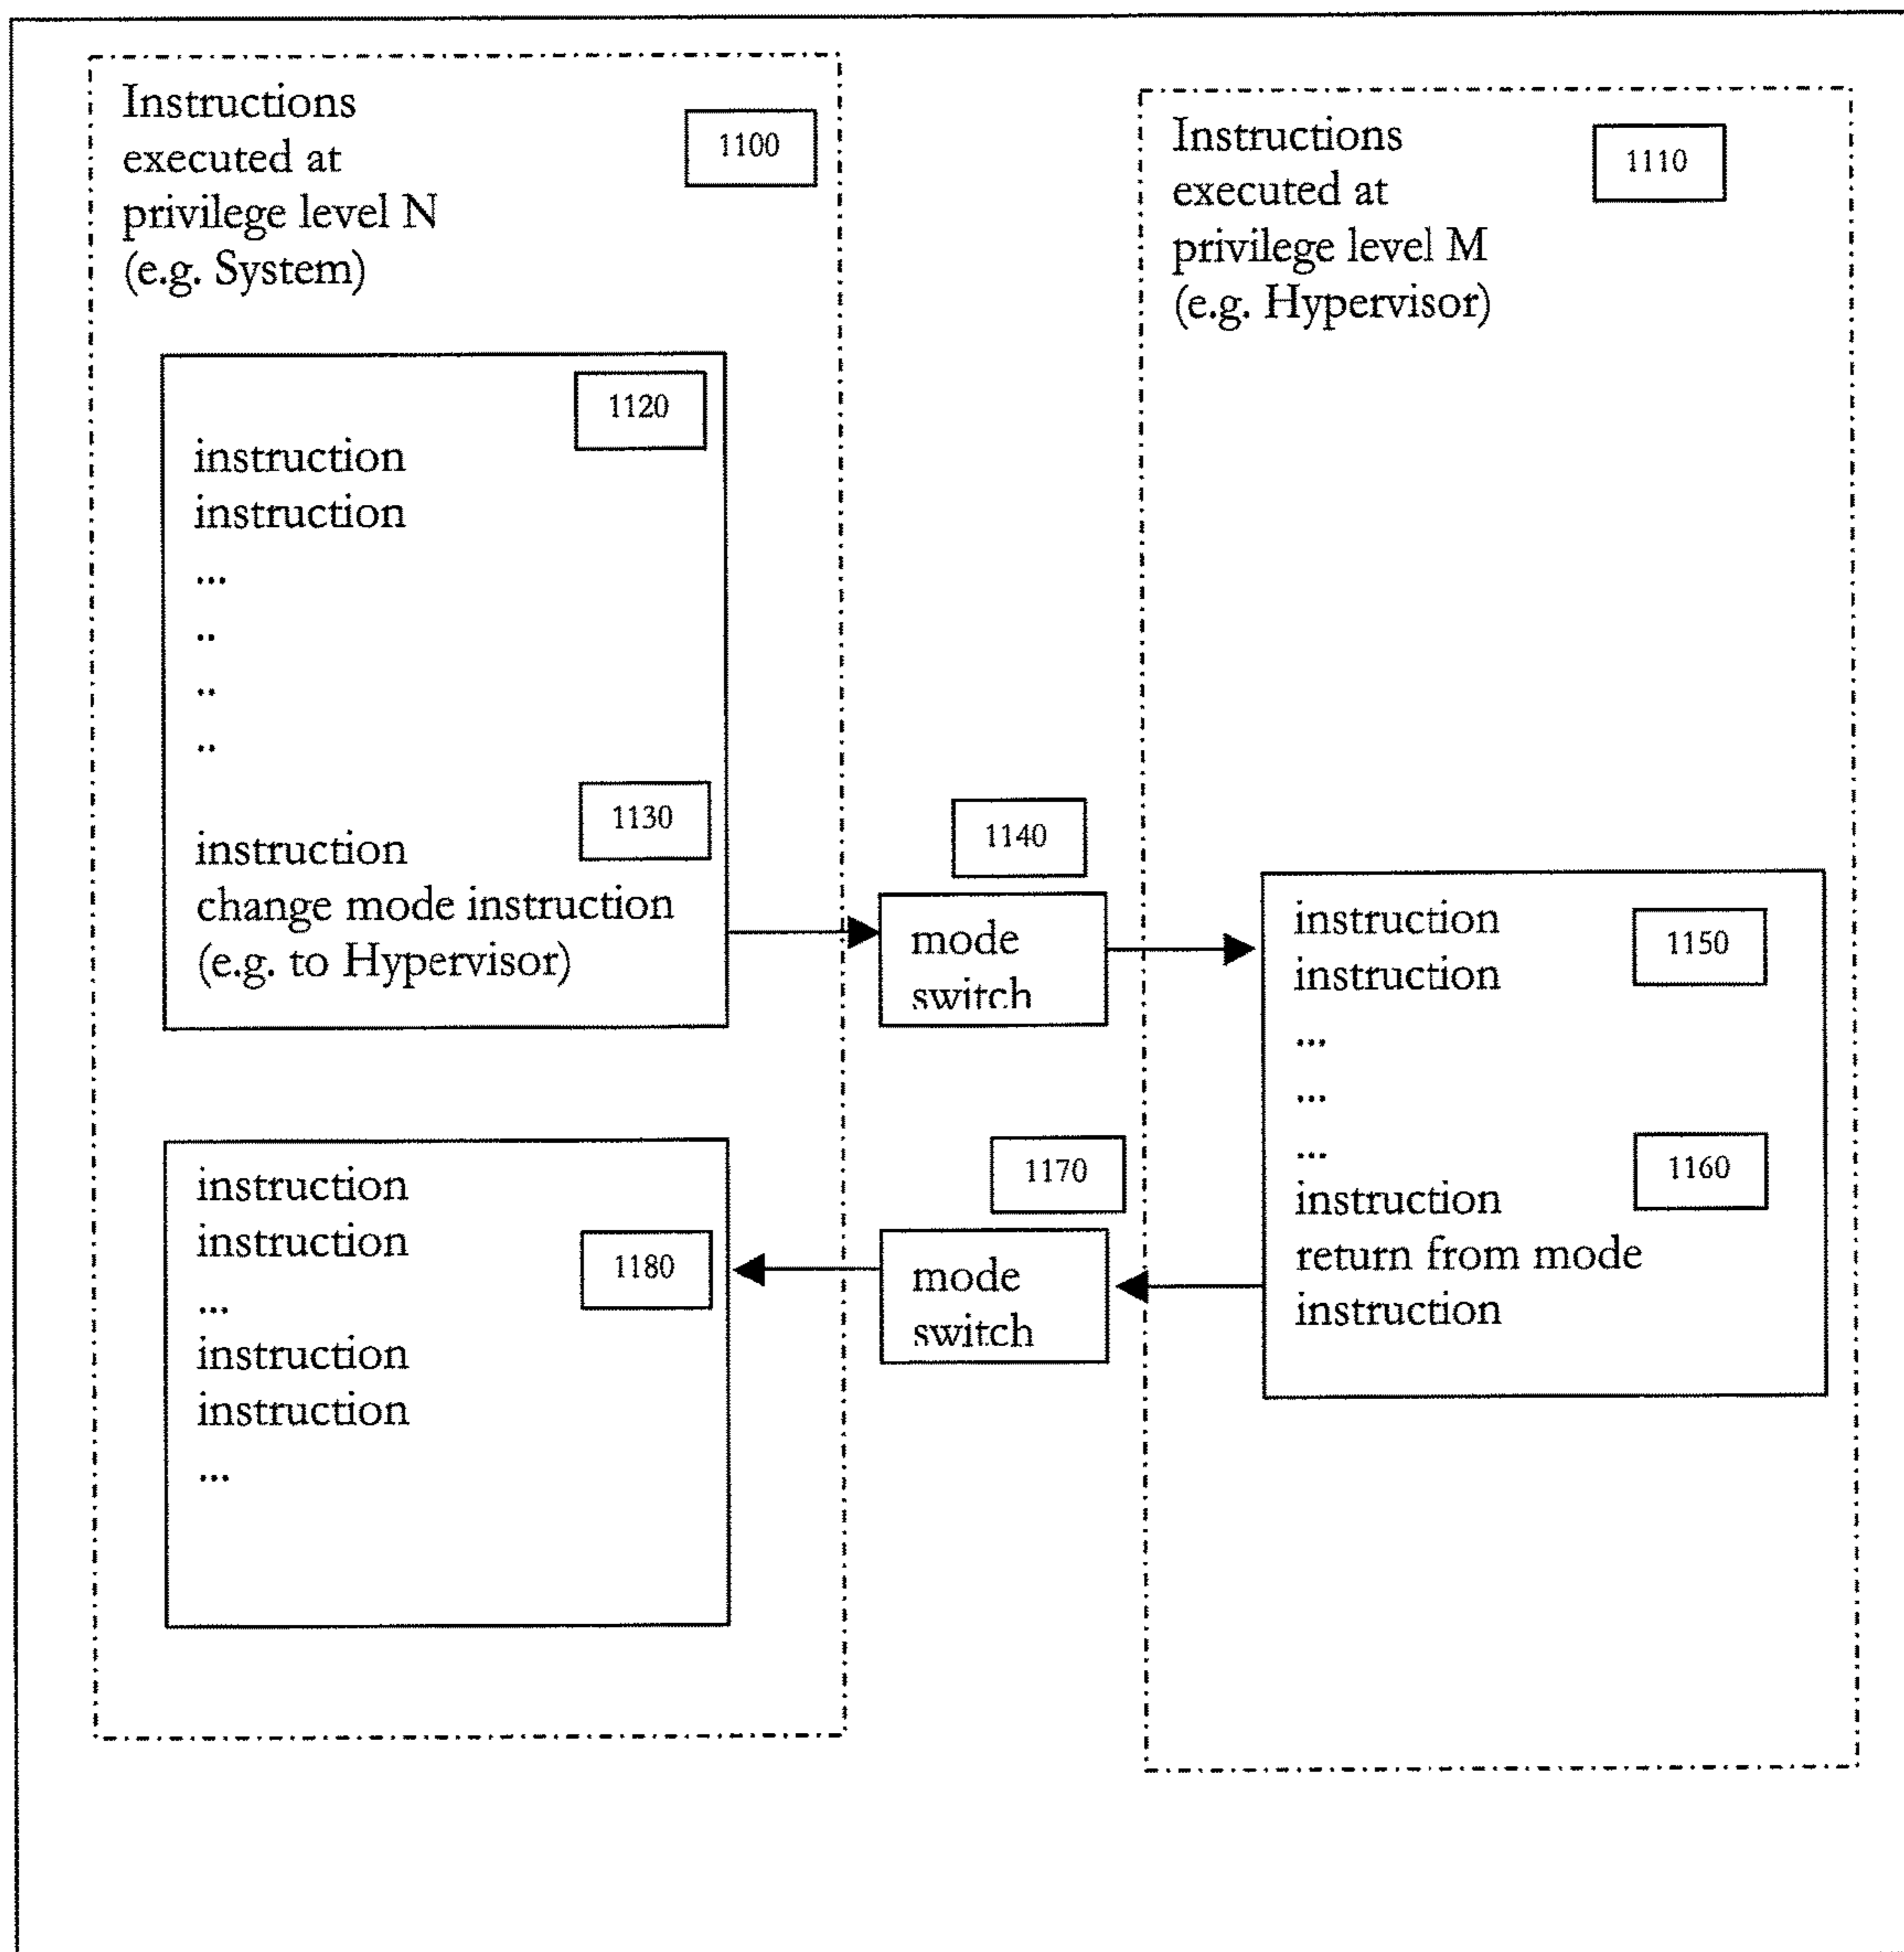 Instructions
executed at
privilege level N
(e.g. System)
1100
1120
instruction
instruction
...
..
..
..
1130
instruction
change mode instruction
(e.g. to Hypervisor)
1140
mode
switch
Instructions
executed at
privilege level M
(e.g. Hypervisor)
1110
instruction
instruction
1150
...
...
...
1160
instruction
return from mode
instruction
1170
mode
switch
instruction
instruction
1180
...
instruction
instruction
...